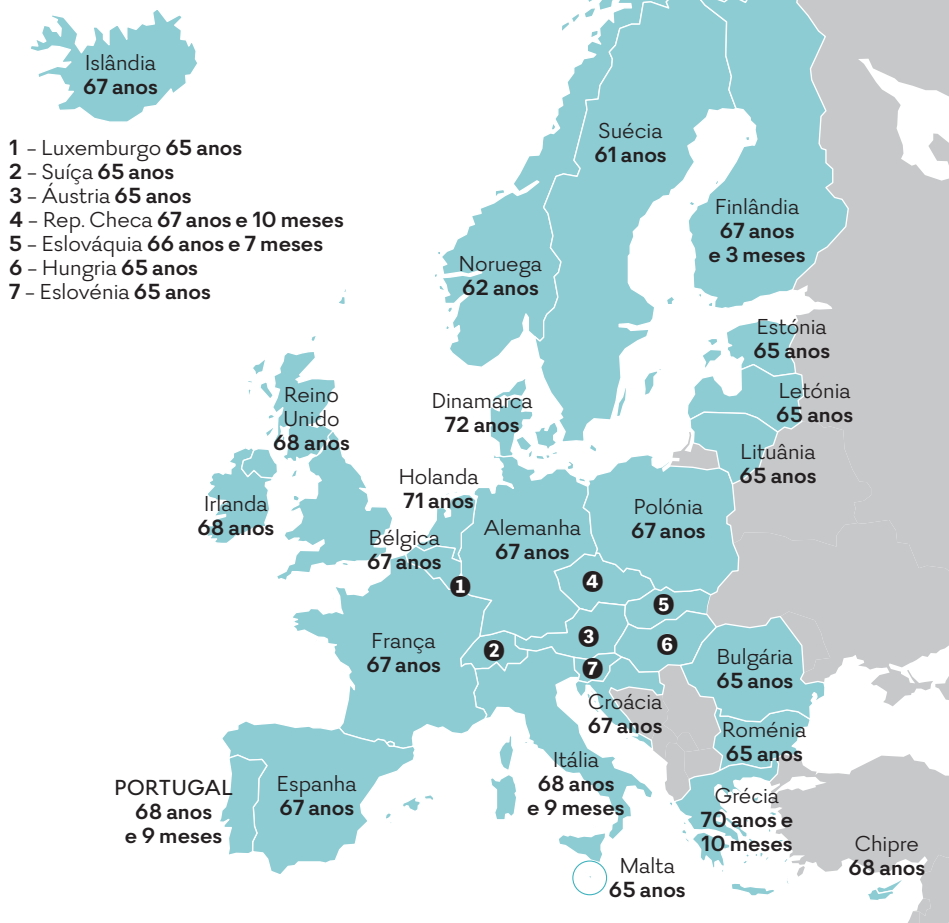 Islândia
67 anos
1 – Luxemburgo 65 anos
2 – Suíça 65 anos
3 – Áustria 65 anos
4 – Rep. Checa 67 anos e 10 meses
5 – Eslováquia 66 anos e 7 meses
6 – Hungria 65 anos
7 – Eslovénia 65 anos
Suécia
61 anos
Finlândia
67 anos
e 3 meses
Noruega
62 anos
Estónia
65 anos
Letónia
65 anos
Lituânia
65 anos
Reino
Unido
68 anos
Dinamarca
72 anos
Irlanda
68 anos
Holanda
71 anos
Bélgica
67 anos
Alemanha
67 anos
Polónia
67 anos
1
4
5
3
6
2
7
França
67 anos
Bulgária
65 anos
Croácia
67 anos
Roménia
65 anos
PORTUGAL
68 anos
e 9 meses
Espanha
67 anos
Itália
68 anos
e 9 meses
Grécia
70 anos e
10 meses
Malta
65 anos
Chipre
68 anos